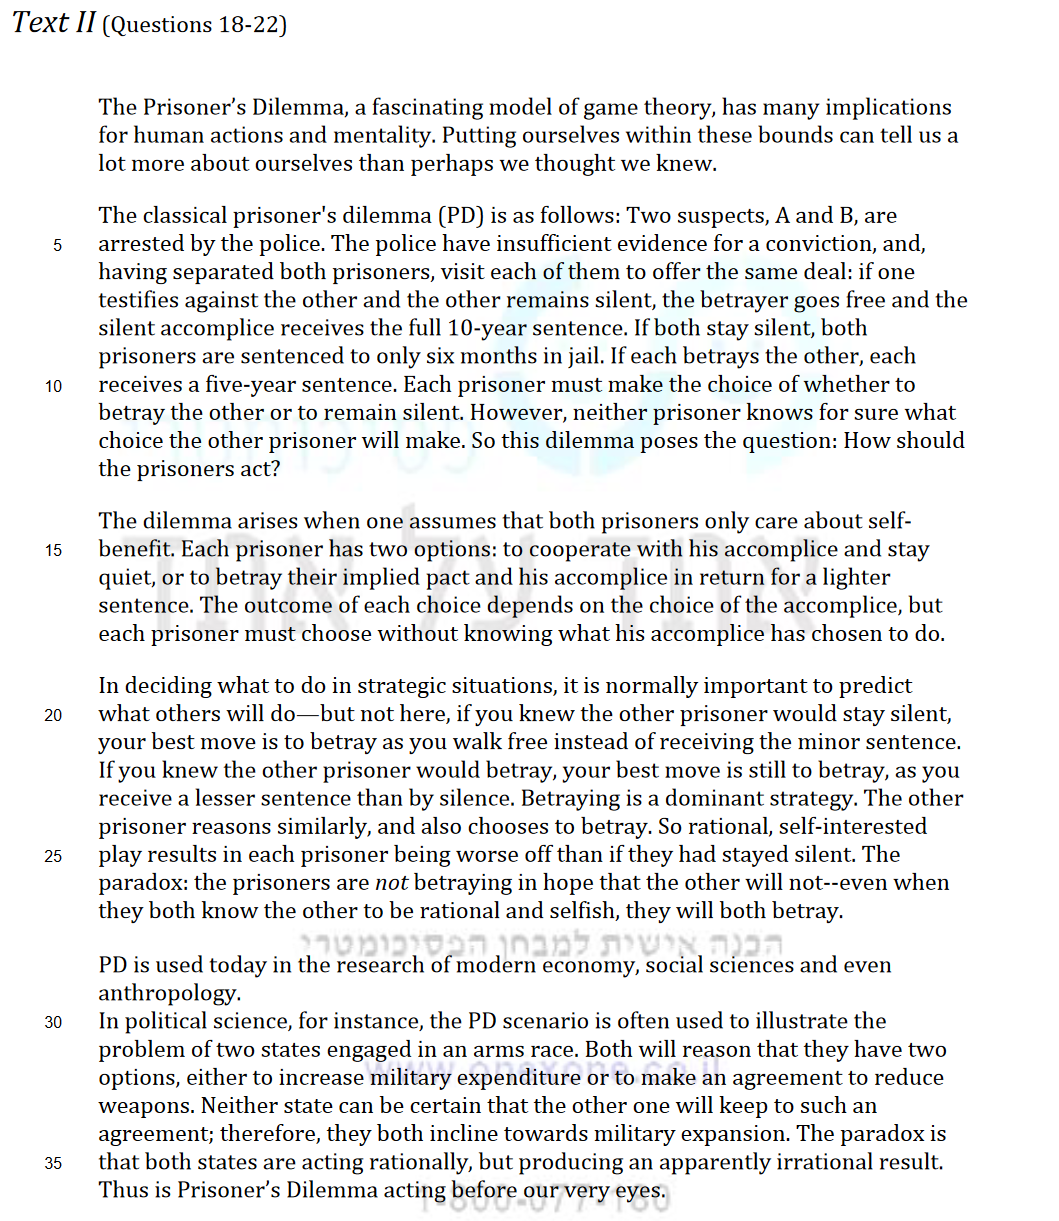 Text II (Questions 18-22)
The Prisoner’s Dilemma, a fascinating model of game theory, has many implications
for human actions and mentality. Putting ourselves within these bounds can tell us a
lot more about ourselves than perhaps we thought we knew.
The classical prisoner's dilemma (PD) is as follows: Two suspects, A and B, are
5 arrested by the police. The police have insufficient evidence for a conviction, and,
having separated both prisoners, visit each of them to offer the same deal: if one
testifies against the other and the other remains silent, the betrayer goes free and the
silent accomplice receives the full 10-year sentence. If both stay silent, both
prisoners are sentenced to only six months in jail. If each betrays the other, each
10 receives a five-year sentence. Each prisoner must make the choice of whether to
betray the other or to remain silent. However, neither prisoner knows for sure what
choice the other prisoner will make. So this dilemma poses the question: How should
the prisoners act?
פסיכומטרי
The dilemma arises when one assumes that both prisoners only care about self-
15 benefit. Each prisoner has two options: to cooperate with his accomplice and stay
quiet, or to betray their implied pact and his accomplice in return for a lighter
sentence. The outcome of each choice depends on the choice of the accomplice, but
each prisoner must choose without knowing what his accomplice has chosen to do.
אחד על אחד
In deciding what to do in strategic situations, it is normally important to predict
20 what others will do—but not here, if you knew the other prisoner would stay silent,
your best move is to betray as you walk free instead of receiving the minor sentence.
If you knew the other prisoner would betray, your best move is still to betray, as you
receive a lesser sentence than by silence. Betraying is a dominant strategy. The other
prisoner reasons similarly, and also chooses to betray. So rational, self-interested
25 play results in each prisoner being worse off than if they had stayed silent. The
paradox: the prisoners are not betraying in hope that the other will not--even when
they both know the other to be rational and selfish, they will both betray.
הכנה אישית למבחן הפסיכומטרי
PD is used today in the research of modern economy, social sciences and even
anthropology.
30 In political science, for instance, the PD scenario is often used to illustrate the
problem of two states engaged in an arms race. Both will reason that they have two
www.onexone.co.il
options, either to increase military expenditure or to make an agreement to reduce
weapons. Neither state can be certain that the other one will keep to such an
agreement; therefore, they both incline towards military expansion. The paradox is
35 that both states are acting rationally, but producing an apparently irrational result.
Thus is Prisoner’s Dilemma acting before our very eyes.
1-800-077-180